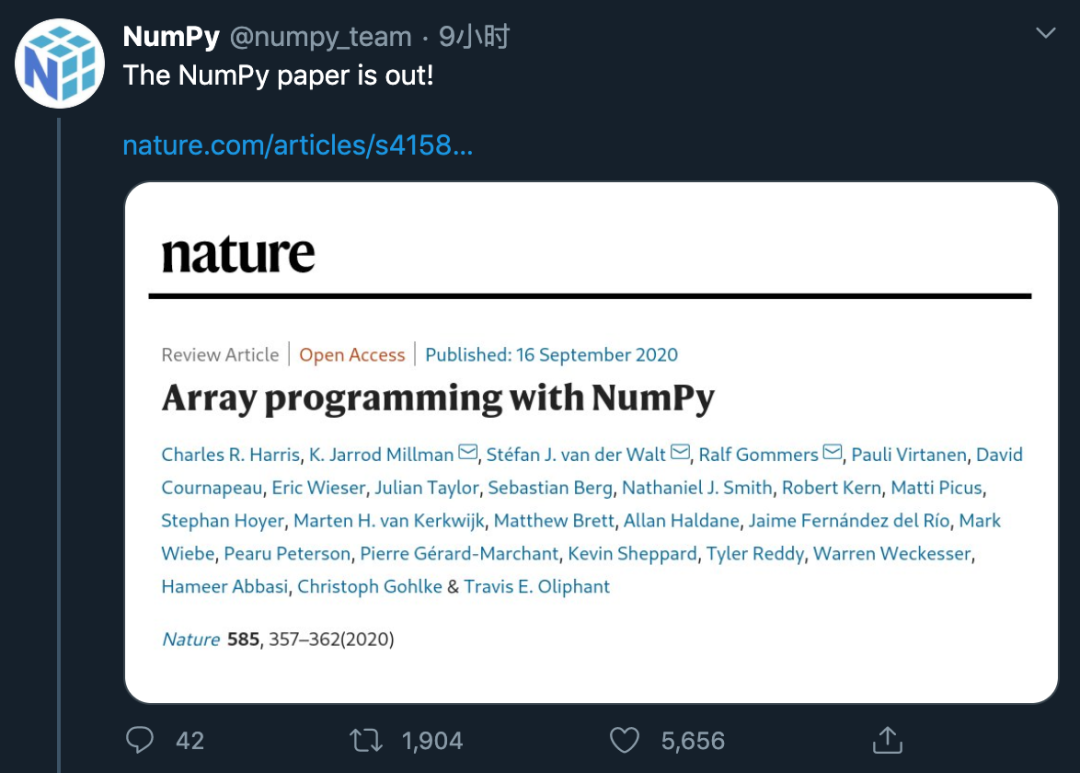 NumPy @numpy_team · 9小时
The NumPy paper is out!
nature.com/articles/s4158...
nature
Review Article | Open Access | Published: 16 September 2020
Array programming with NumPy
Charles R. Harris, K. Jarrod Millman, Stéfan J. van der Walt, Ralf Gommers, Pauli Virtanen, David
Cournapeau, Eric Wieser, Julian Taylor, Sebastian Berg, Nathaniel J. Smith, Robert Kern, Matti Picus,
Stephan Hoyer, Marten H. van Kerkwijk, Matthew Brett, Allan Haldane, Jaime Fernández del Río, Mark
Wiebe, Pearu Peterson, Pierre Gérard-Marchant, Kevin Sheppard, Tyler Reddy, Warren Weckesser,
Hameer Abbasi, Christoph Gohlke & Travis E. Oliphant
Nature 585, 357–362(2020)
42 1,904 5,656